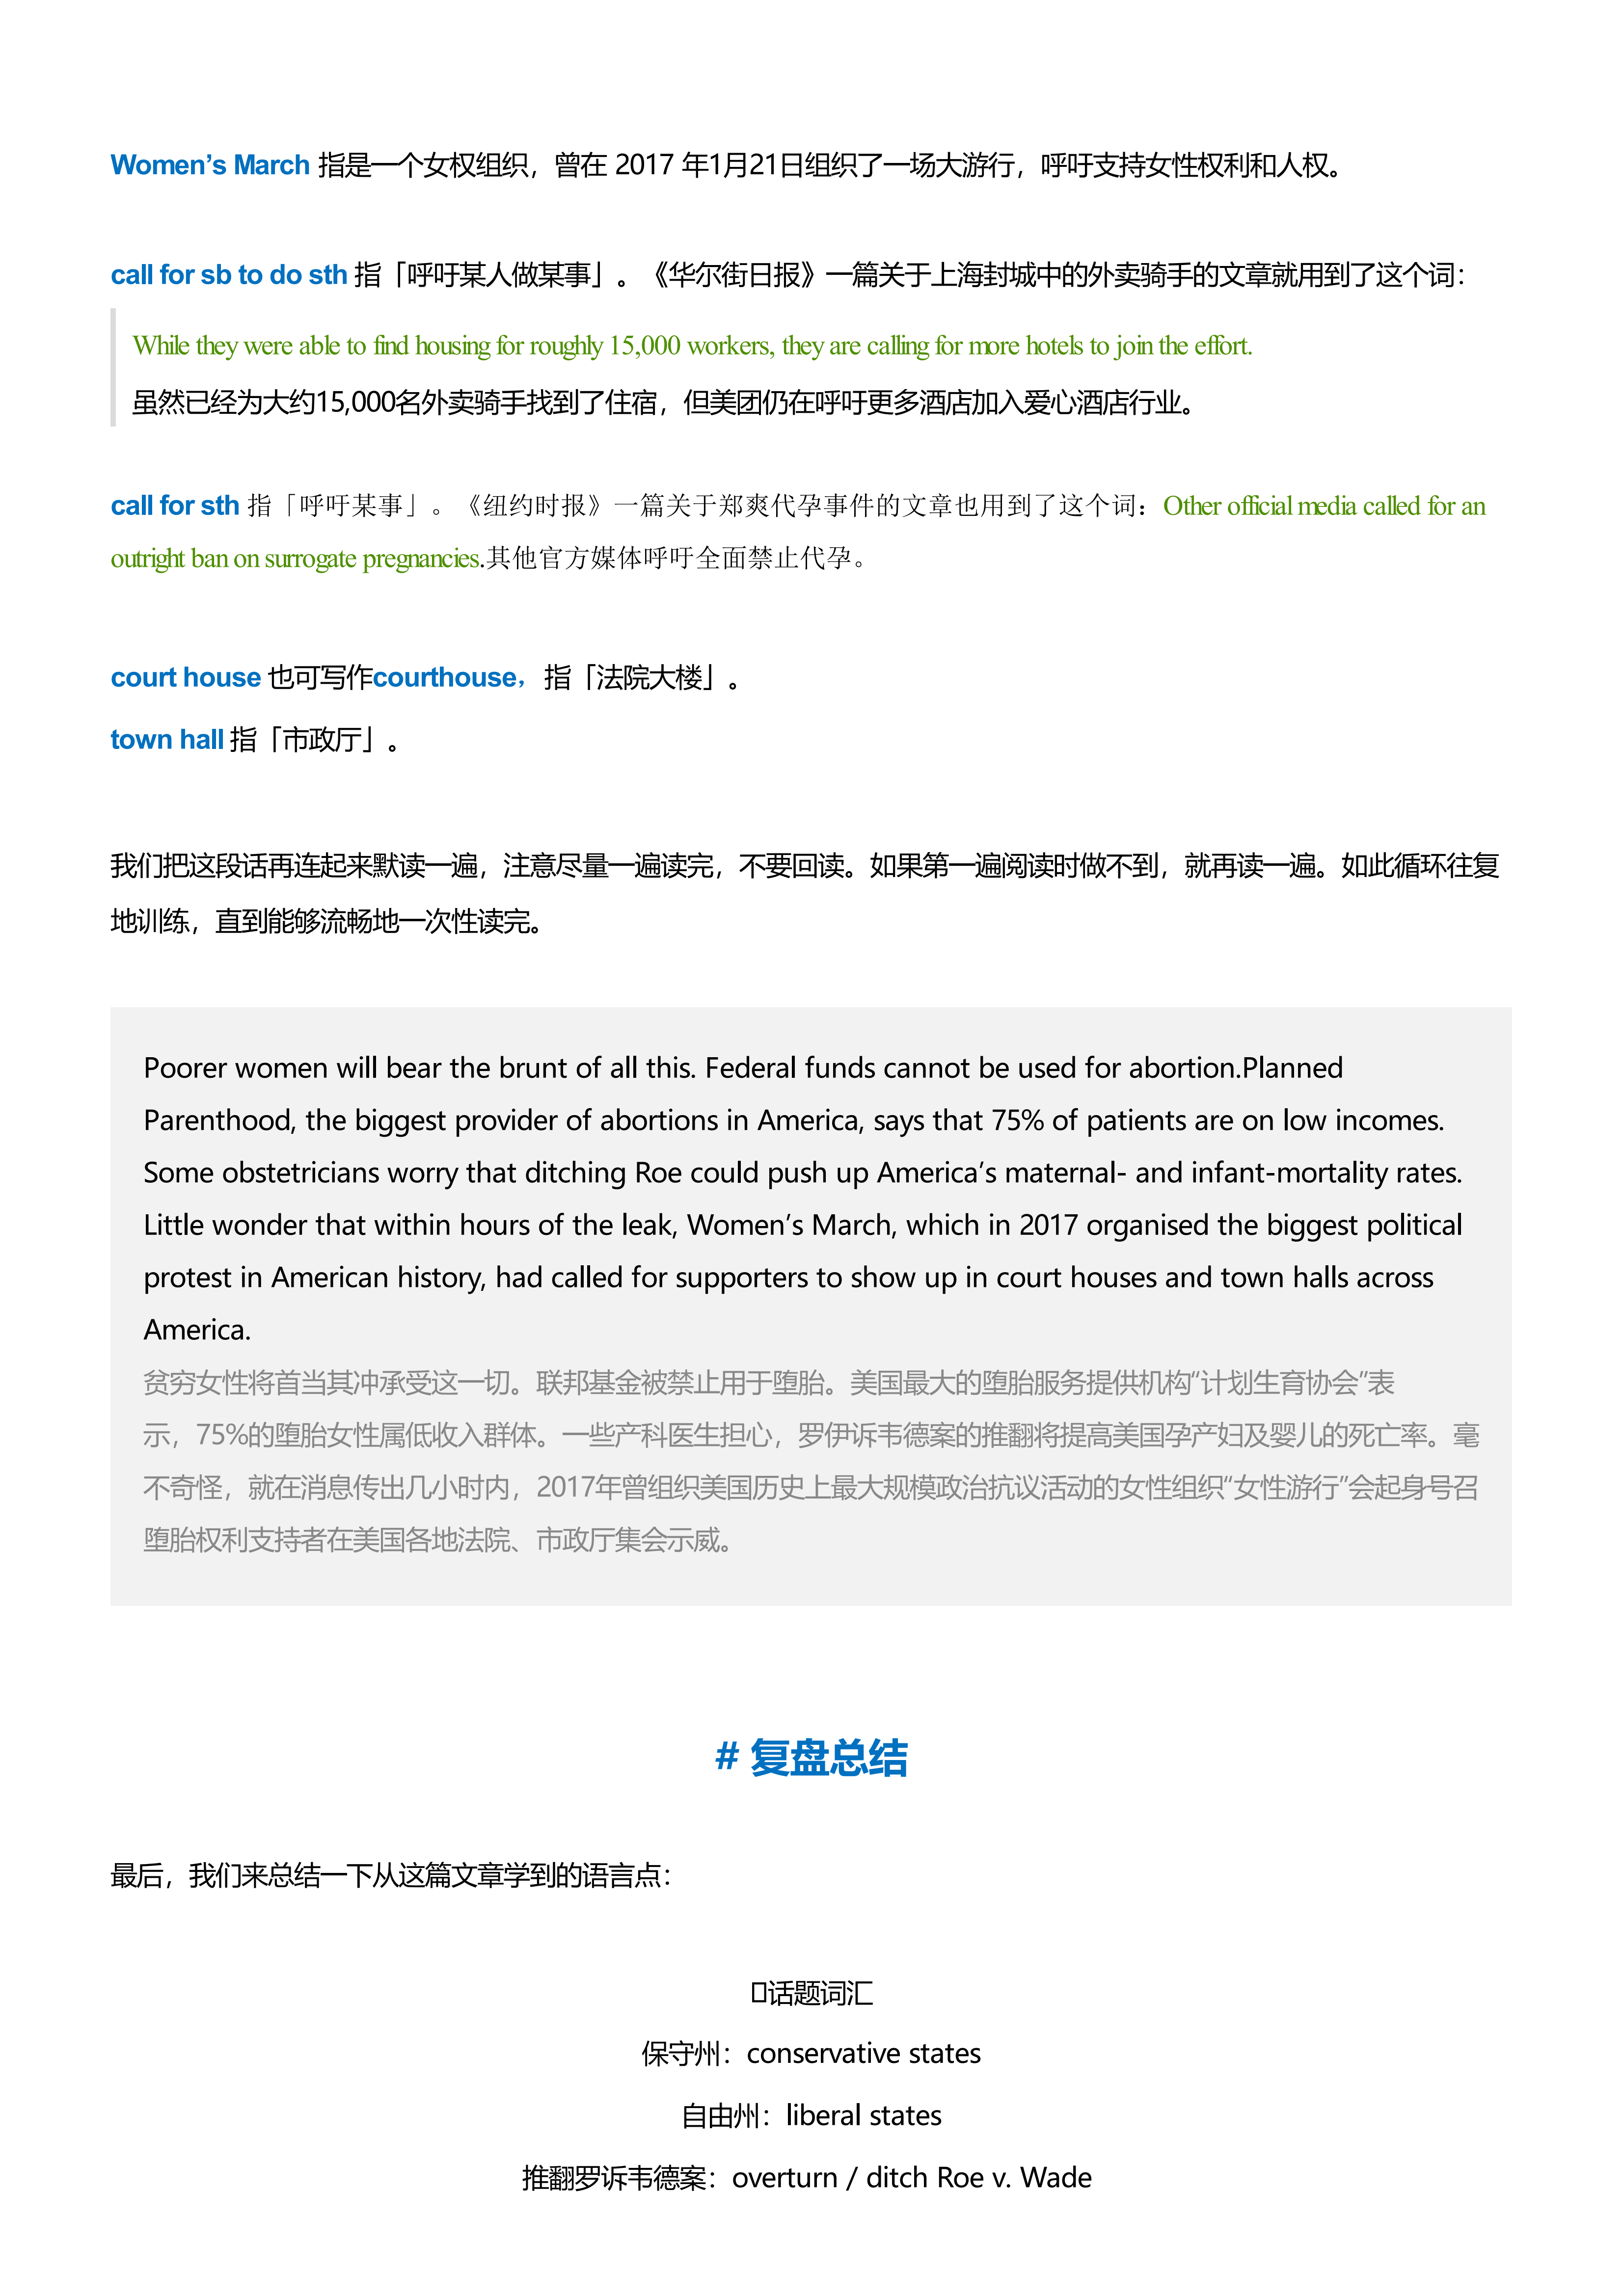 Women’s March 指是一个女权组织，曾在 2017 年1月21日组织了一场大游行，呼吁支持女性权利和人权。
call for sb to do sth 指「呼吁某人做某事」。《华尔街日报》一篇关于上海封城中的外卖骑手的文章就用到了这个词：
While they were able to find housing for roughly 15,000 workers, they are calling for more hotels to join the effort.
虽然已经为大约15,000名外卖骑手找到了住宿，但美团仍在呼吁更多酒店加入爱心酒店行业。
call for sth 指「呼吁某事」。《纽约时报》一篇关于郑爽代孕事件的文章也用到了这个词：Other official media called for an
outright ban on surrogate pregnancies.其他官方媒体呼吁全面禁止代孕。
court house 也可写作courthouse，指「法院大楼」。
town hall 指「市政厅」。
我们把这段话再连起来默读一遍，注意尽量一遍读完，不要回读。如果第一遍阅读时做不到，就再读一遍。如此循环往复
地训练，直到能够流畅地一次性读完。
Poorer women will bear the brunt of all this. Federal funds cannot be used for abortion.Planned
Parenthood, the biggest provider of abortions in America, says that 75% of patients are on low incomes.
Some obstetricians worry that ditching Roe could push up America’s maternal- and infant-mortality rates.
Little wonder that within hours of the leak, Women’s March, which in 2017 organised the biggest political
protest in American history, had called for supporters to show up in court houses and town halls across
America.
贫穷女性将首当其冲承受这一切。联邦基金被禁止用于堕胎。美国最大的堕胎服务提供机构“计划生育协会”表
示，75%的堕胎女性属低收入群体。一些产科医生担心，罗伊诉韦德案的推翻将提高美国孕产妇及婴儿的死亡率。毫
不奇怪，就在消息传出几小时内，2017年曾组织美国历史上最大规模政治抗议活动的女性组织“女性游行”会起身号召
堕胎权利支持者在美国各地法院、市政厅集会示威。
# 复盘总结
最后，我们来总结一下从这篇文章学到的语言点：
话题词汇
保守州：conservative states
自由州：liberal states
推翻罗诉韦德案：overturn / ditch Roe v. Wade